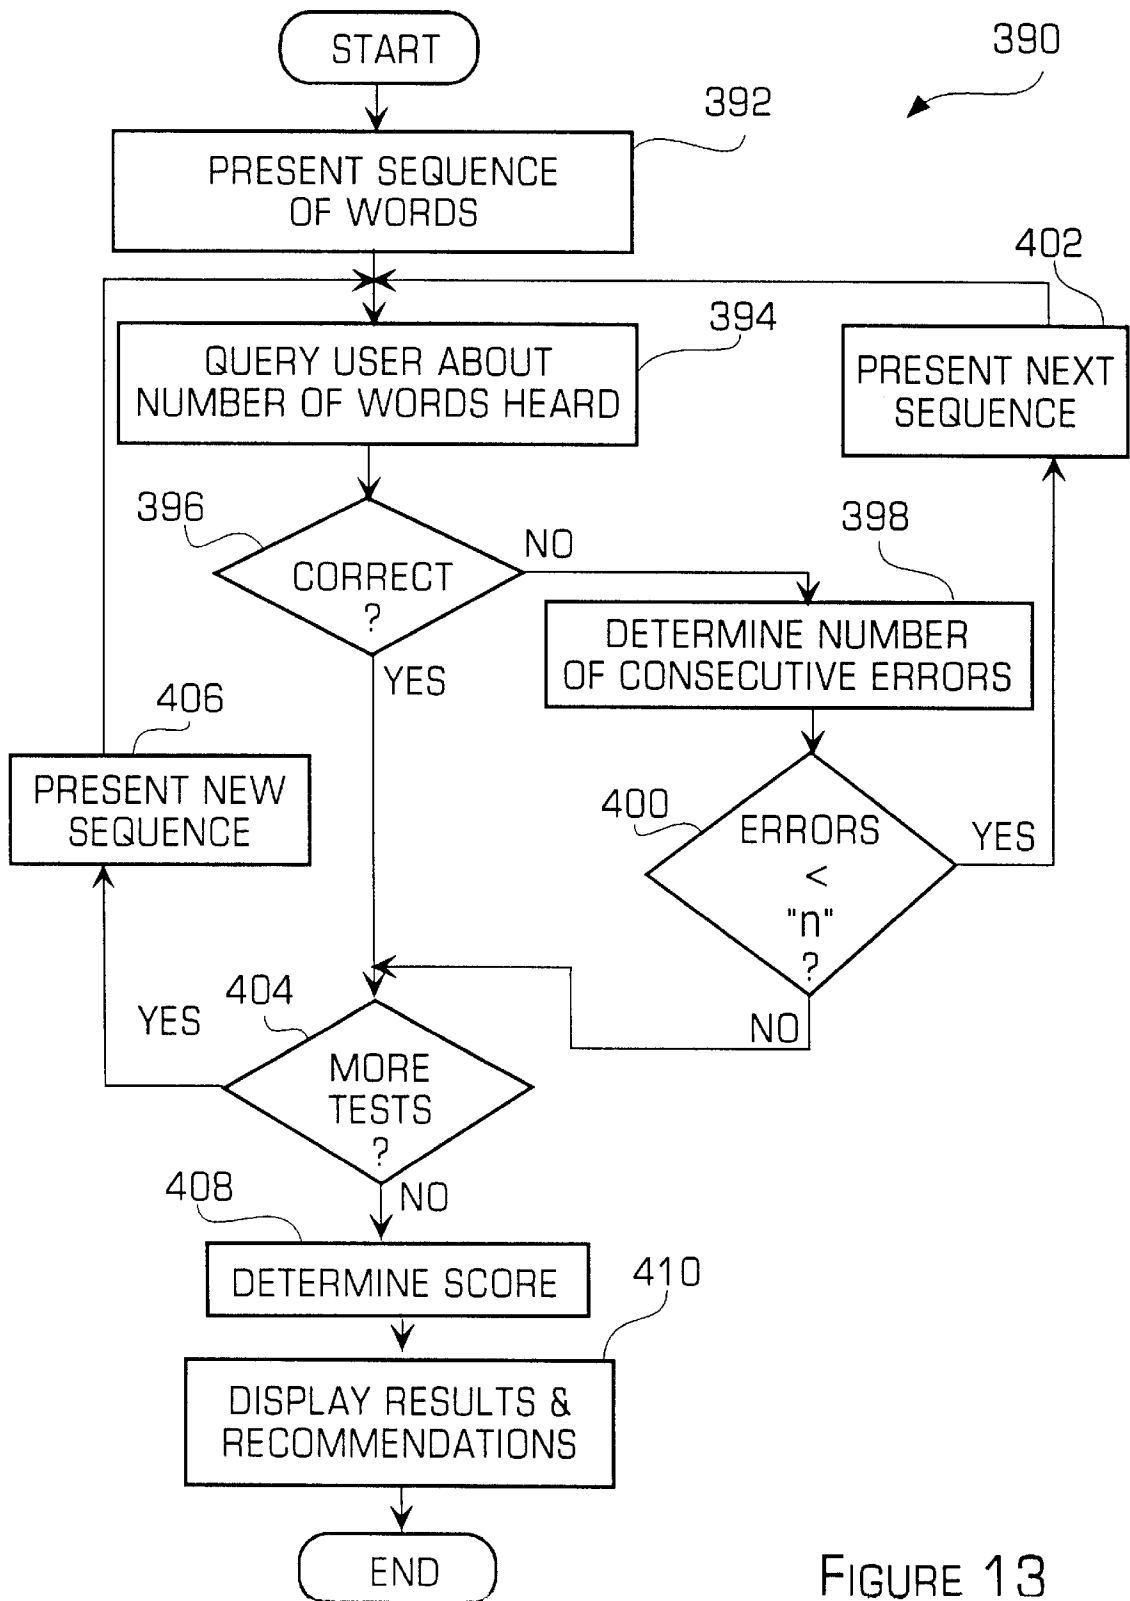 START
390
392
PRESENT SEQUENCE
OF WORDS
402
394
QUERY USER ABOUT
NUMBER OF WORDS HEARD
PRESENT NEXT
SEQUENCE
396
CORRECT
?
NO
YES
398
DETERMINE NUMBER
OF CONSECUTIVE ERRORS
406
PRESENT NEW
SEQUENCE
400
ERRORS
<
"n"
?
YES
NO
404
YES
MORE
TESTS
?
NO
408
DETERMINE SCORE
410
DISPLAY RESULTS &
RECOMMENDATIONS
END
FIGURE 13